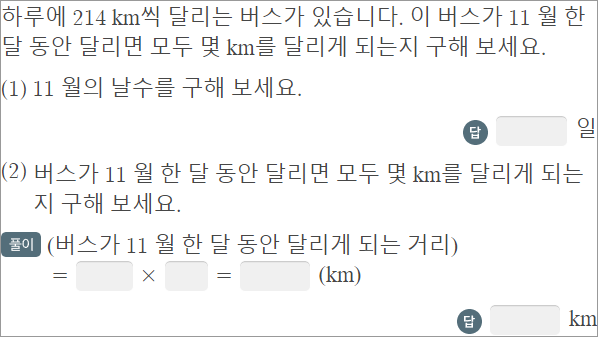 하루에 214 km씩 달리는 버스가 있습니다. 이 버스가 11 월 한
달 동안 달리면 모두 몇 km를 달리게 되는지 구해 보세요.
(1) 11 월의 날수를 구해 보세요.
답 일
(2) 버스가 11 월 한 달 동안 달리면 모두 몇 km를 달리게 되는
지 구해 보세요.
풀이 (버스가 11 월 한 달 동안 달리게 되는 거리)
= × = (km)
답 km